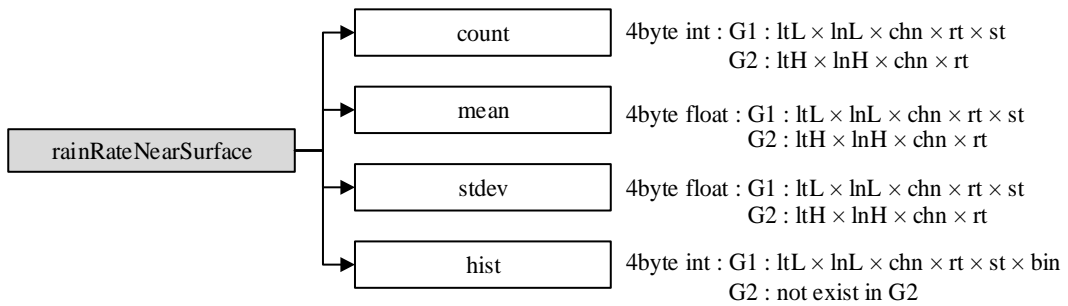 count
4byte int : G1 : ltL × lnL × chn × rt × st
G2 : ltH × lnH × chn × rt
mean
4byte float : G1 : ltL × lnL × chn × rt × st
G2 : ltH × lnH × chn × rt
rainRateNearSurface
stdev
4byte float : G1 : ltL × lnL × chn × rt × st
G2 : ltH × lnH × chn × rt
hist
4byte int : G1 : ltL × lnL × chn × rt × st × bin
G2 : not exist in G2